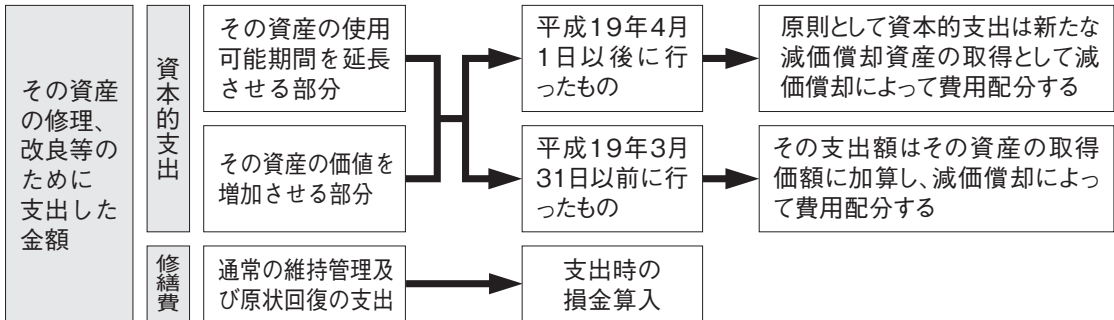 その資産
の修理、
改良等の
ために
支出した
金額
資本的支出
その資産の使用
可能期間を延長
させる部分
その資産の価値を
増加させる部分
平成19年4月
1日以後に行
ったもの
原則として資本的支出は新たな
減価償却資産の取得として減
価償却によって費用配分する
平成19年3月
31日以前に行
ったもの
その支出額はその資産の取得
価額に加算し、減価償却によっ
て費用配分する
修繕費
通常の維持管理及
び原状回復の支出
支出時の
損金算入